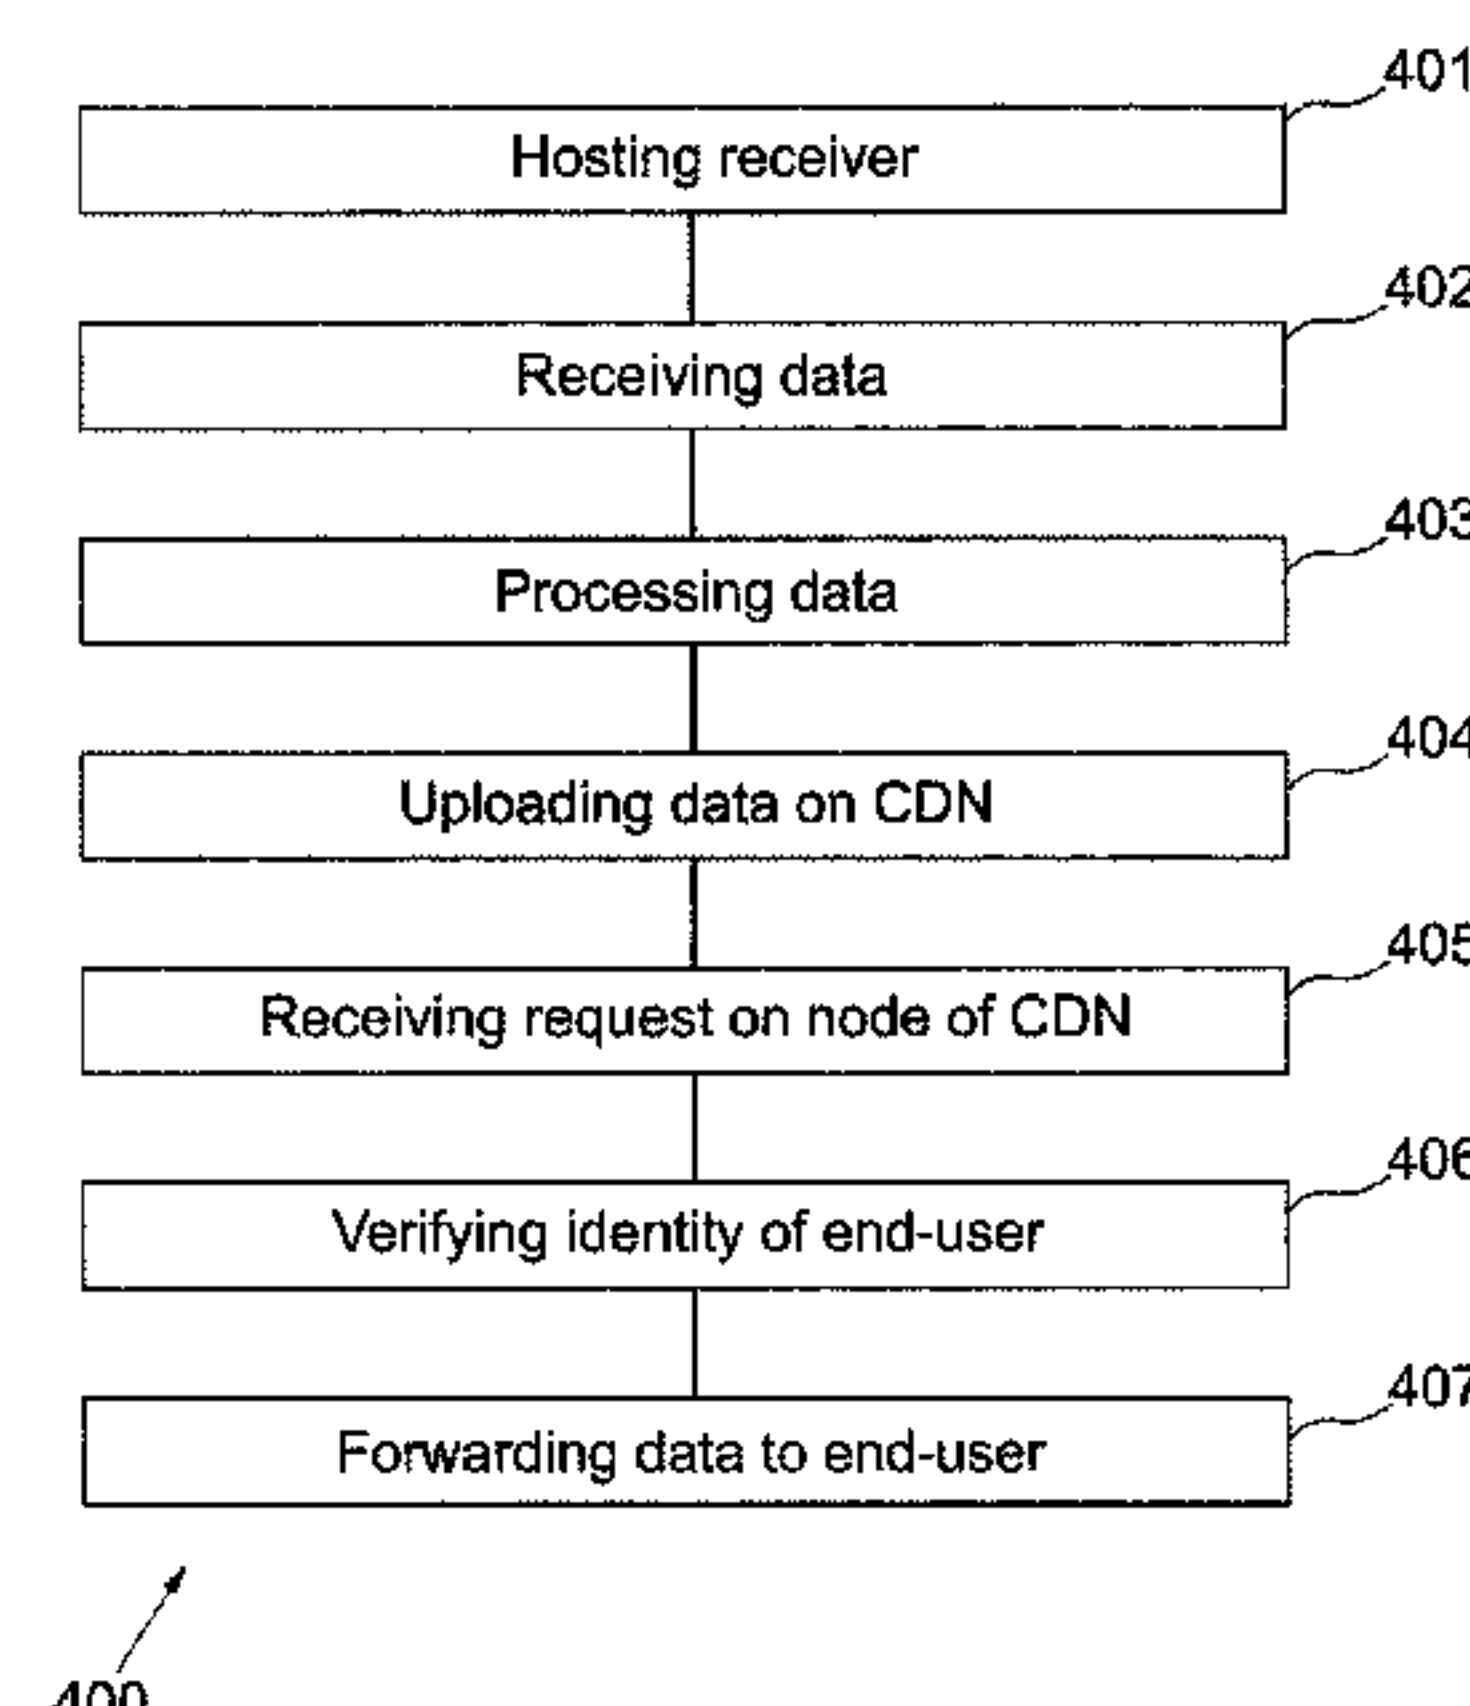 401
Hosting receiver
402
Receiving data
403
Processing data
404
Uploading data on CDN
405
Receiving request on node of CDN
406
Verifying identity of end-user
407
Forwarding data to end-user
400